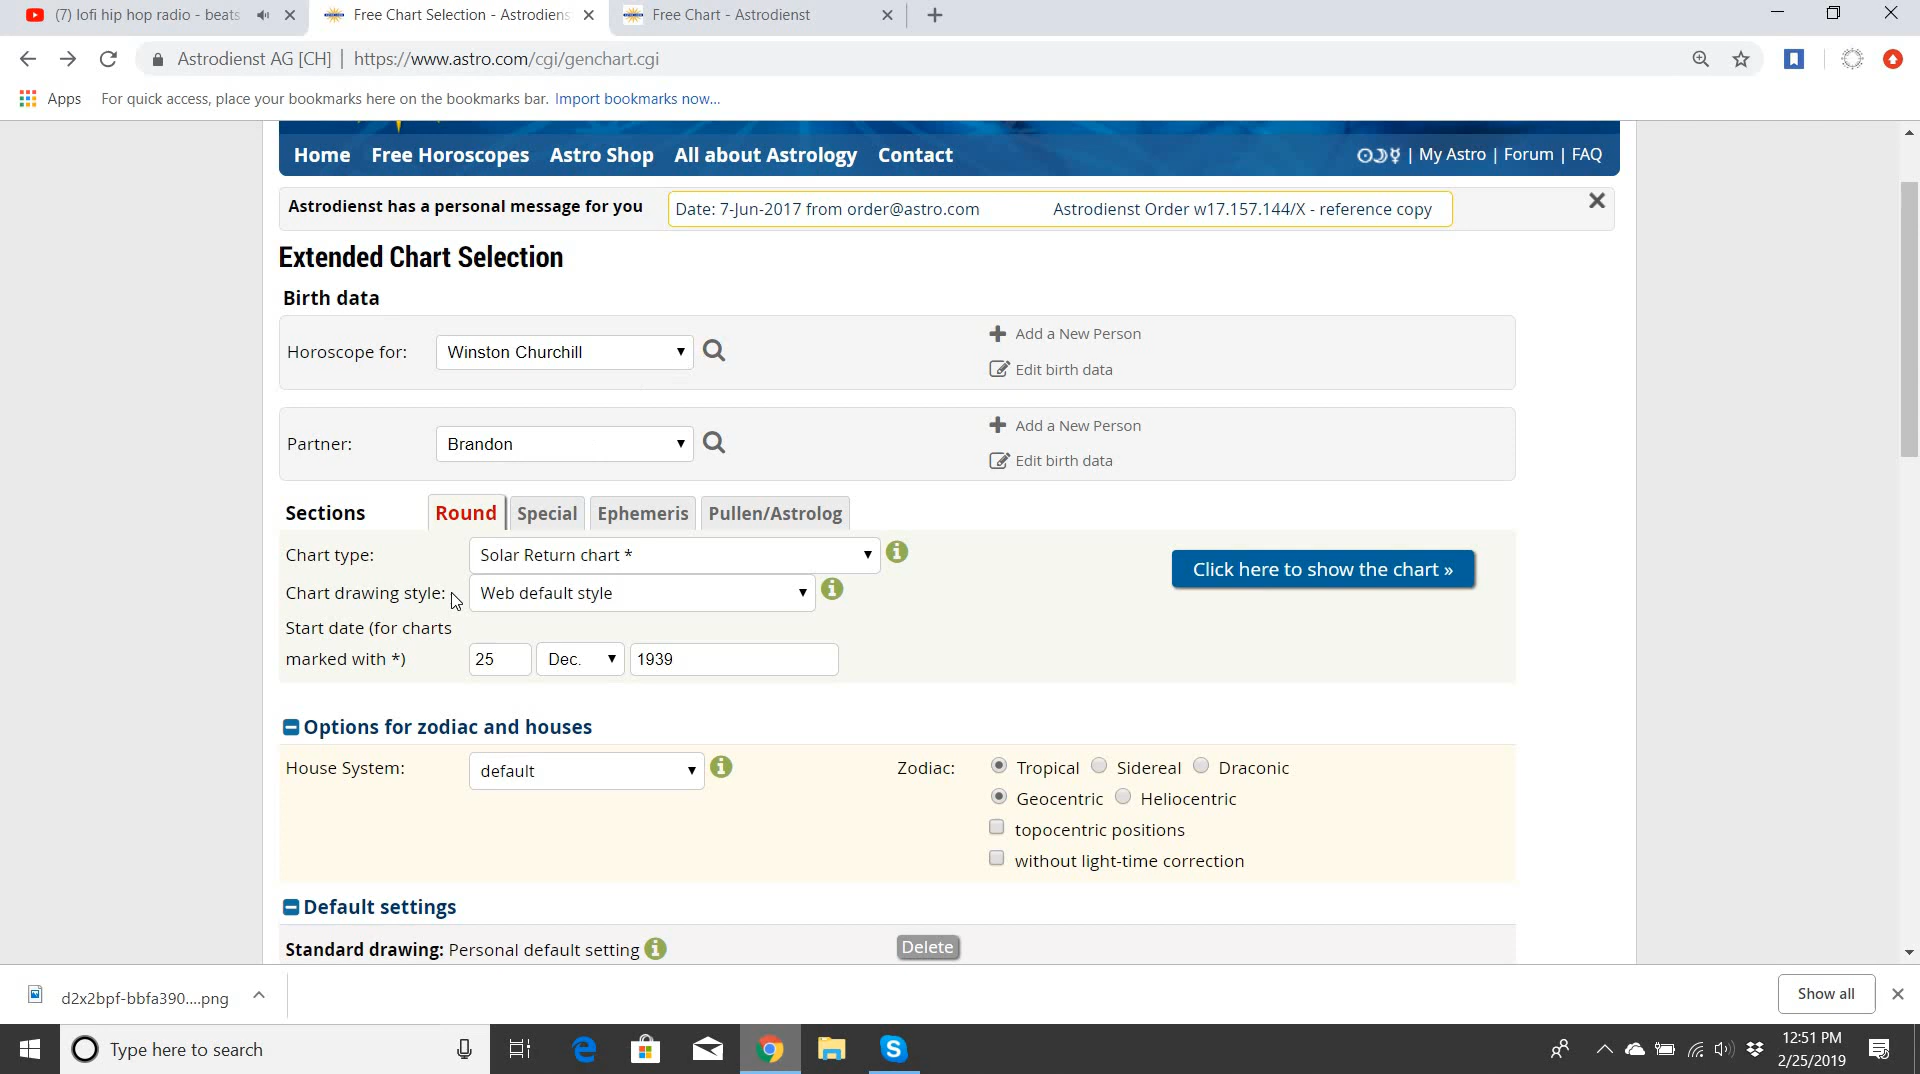 (7) lofi hip hop radio - beats
Free Chart Selection - Astrodiens
Free Chart - Astrodienst
Astrodienst AG [CH] | https://www.astro.com/cgi/genchart.cgi
Apps For quick access, place your bookmarks here on the bookmarks bar. Import bookmarks now...
Home Free Horoscopes Astro Shop All about Astrology Contact
| My Astro | Forum | FAQ
Astrodienst has a personal message for you Date: 7-Jun-2017 from order@astro.com Astrodienst Order w17.157.144/X - reference copy
Extended Chart Selection
Birth data
Horoscope for: Winston Churchill
Add a New Person
Edit birth data
Partner: Brandon
Add a New Person
Edit birth data
Sections Round Special Ephemeris Pullen/Astrolog
Chart type: Solar Return chart *
Click here to show the chart »
Chart drawing style: Web default style
Start date (for charts
marked with *) 25 Dec. 1939
Options for zodiac and houses
House System: default Zodiac: Tropical Sidereal Draconic
Geocentric Heliocentric
topocentric positions
without light-time correction
Default settings
Standard drawing: Personal default setting Delete
d2x2bpf-bbfa390....png
Show all
Type here to search
12:51 PM
2/25/2019